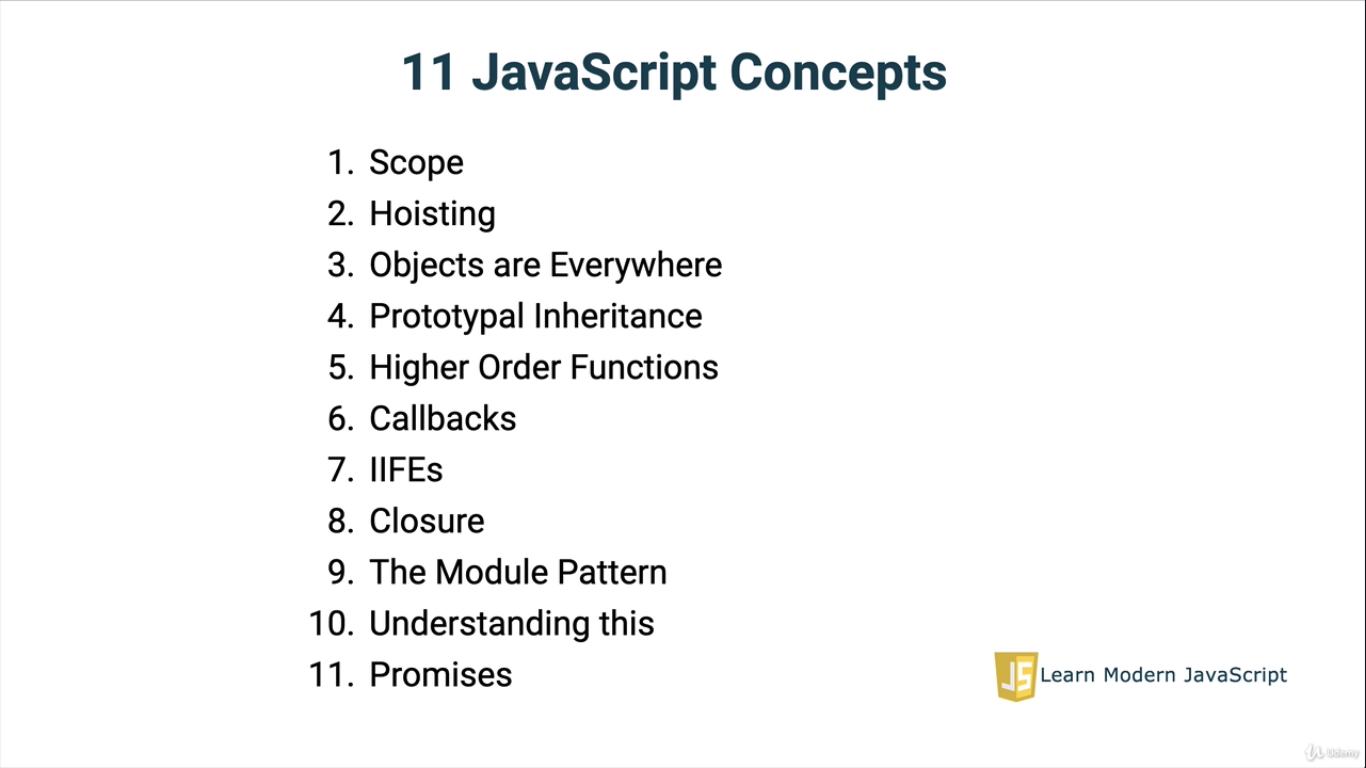 11 JavaScript Concepts
1. Scope
2. Hoisting
3. Objects are Everywhere
4. Prototypal Inheritance
5. Higher Order Functions
6. Callbacks
7. IIFEs
8. Closure
9. The Module Pattern
10. Understanding this
11. Promises
JS Learn Modern JavaScript
Udemy